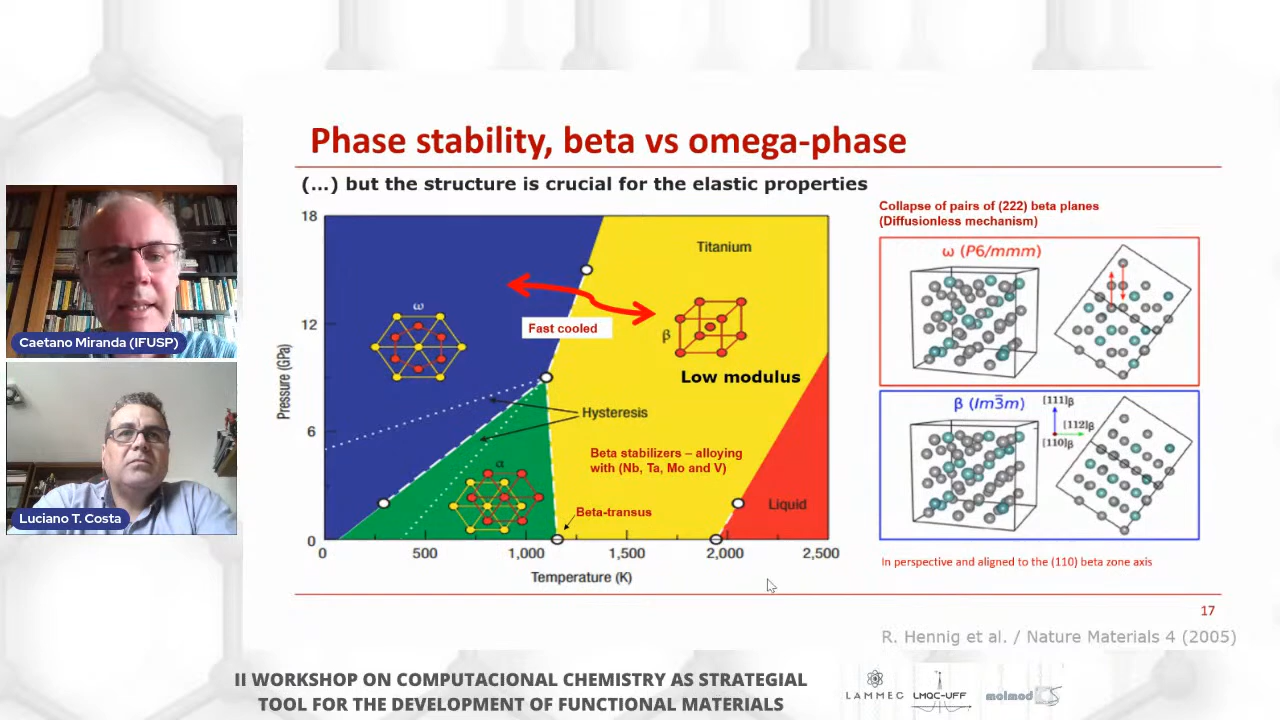 Phase stability, beta vs omega-phase
(...) but the structure is crucial for the elastic properties
Caetano Miranda (IFUSP)
Luciano T. Costa
Pressure (GPa)
18
12
6
0
ω
Fast cooled
Titanium
β
Low modulus
Hysteresis
Beta stabilizers – alloying
with (Nb, Ta, Mo and V)
α
Beta-transus
Liquid
0
500
1,000
1,500
2,000
2,500
Temperature (K)
Collapse of pairs of (222) beta planes
(Diffusionless mechanism)
ω (P6/mmm)
β (Im3̅m)
[111]β
[112̅]β
[110]β
In perspective and aligned to the (110) beta zone axis
17
R. Hennig et al. / Nature Materials 4 (2005)
II WORKSHOP ON COMPUTACIONAL CHEMISTRY AS STRATEGIAL
TOOL FOR THE DEVELOPMENT OF FUNCTIONAL MATERIALS
LAMMEC
LMQC-UFF
molmod CS